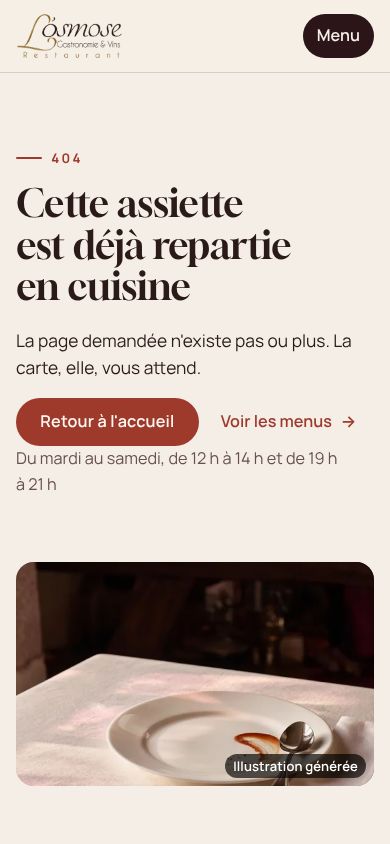 L'osmose
Gastronomie & Vins
Restaurant
Menu
404
Cette assiette
est déjà repartie
en cuisine
La page demandée n'existe pas ou plus. La
carte, elle, vous attend.
Retour à l'accueil
Voir les menus →
Du mardi au samedi, de 12 h à 14 h et de 19 h
à 21 h
Illustration générée